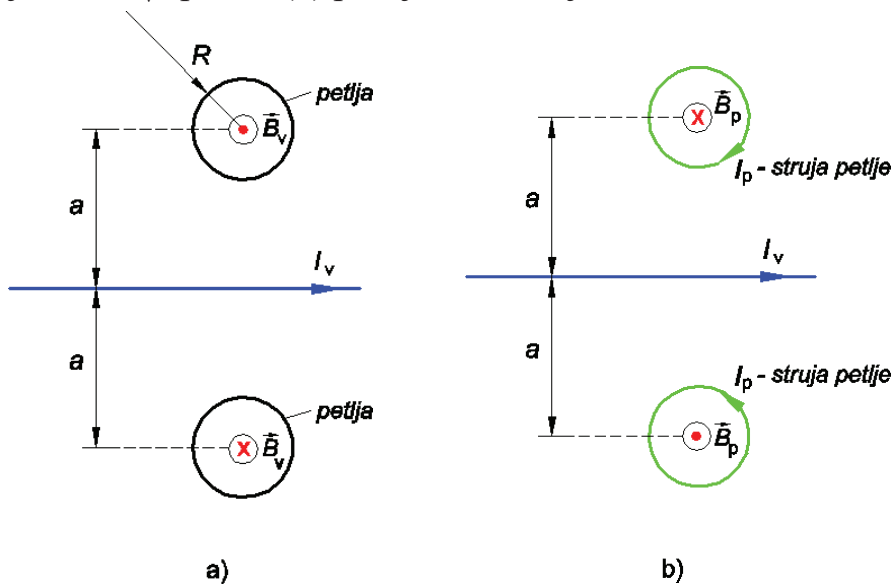 R
petlja
B⃗v
a
Iv
a
petlja
x B⃗v
a)
x B⃗p
Ip - struja petlje
a
Iv
a
Ip - struja petlje
B⃗p
b)